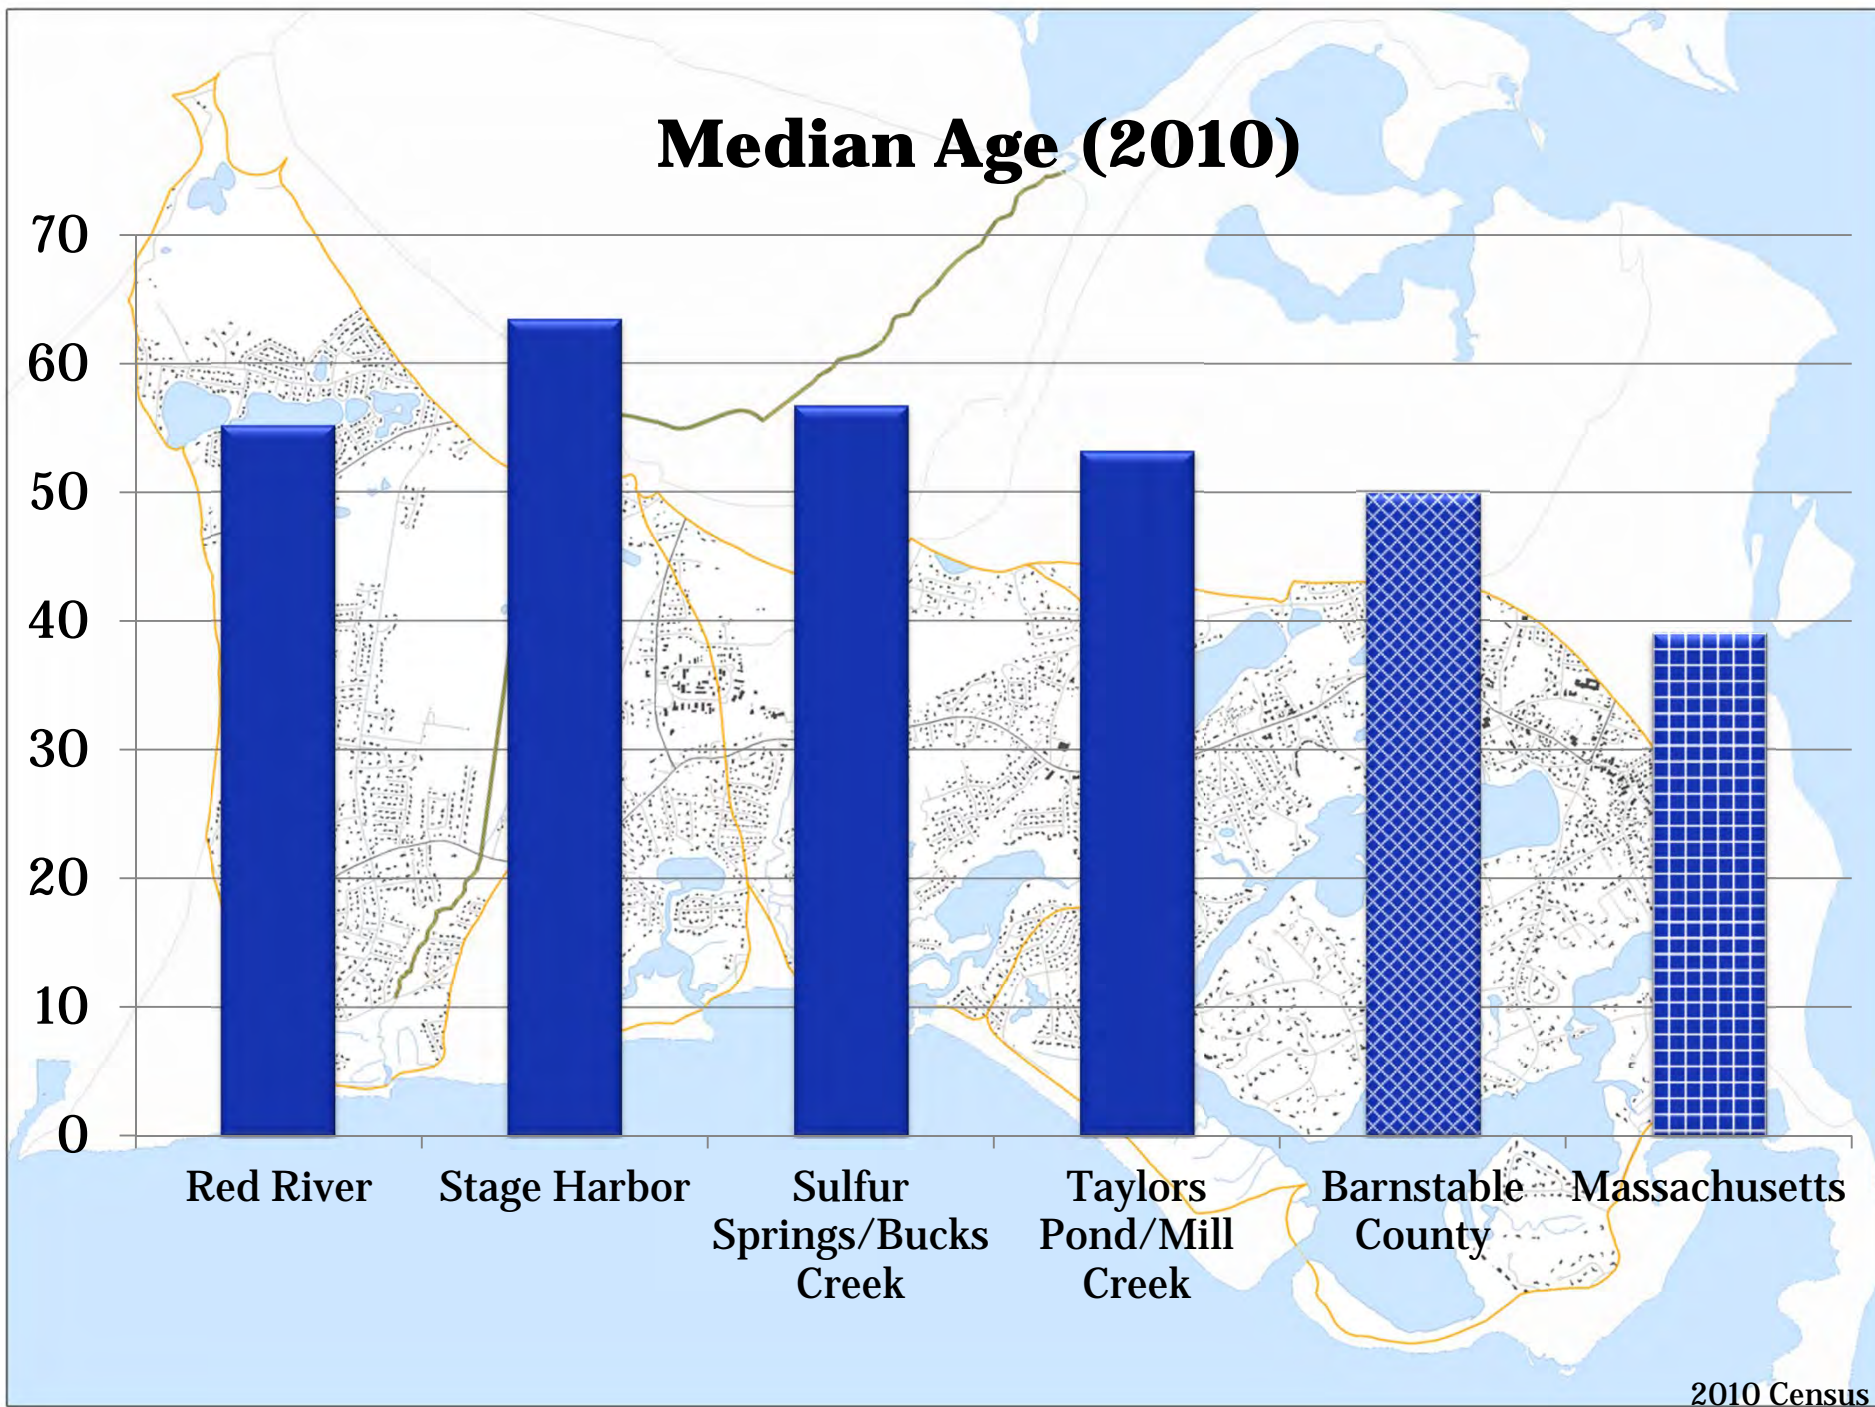 Median Age (2010)
70
60
50
40
30
20
10
0
Red River
Stage Harbor
Sulfur
Springs/Bucks
Creek
Taylors
Pond/Mill
Creek
Barnstable
County
Massachusetts
2010 Census